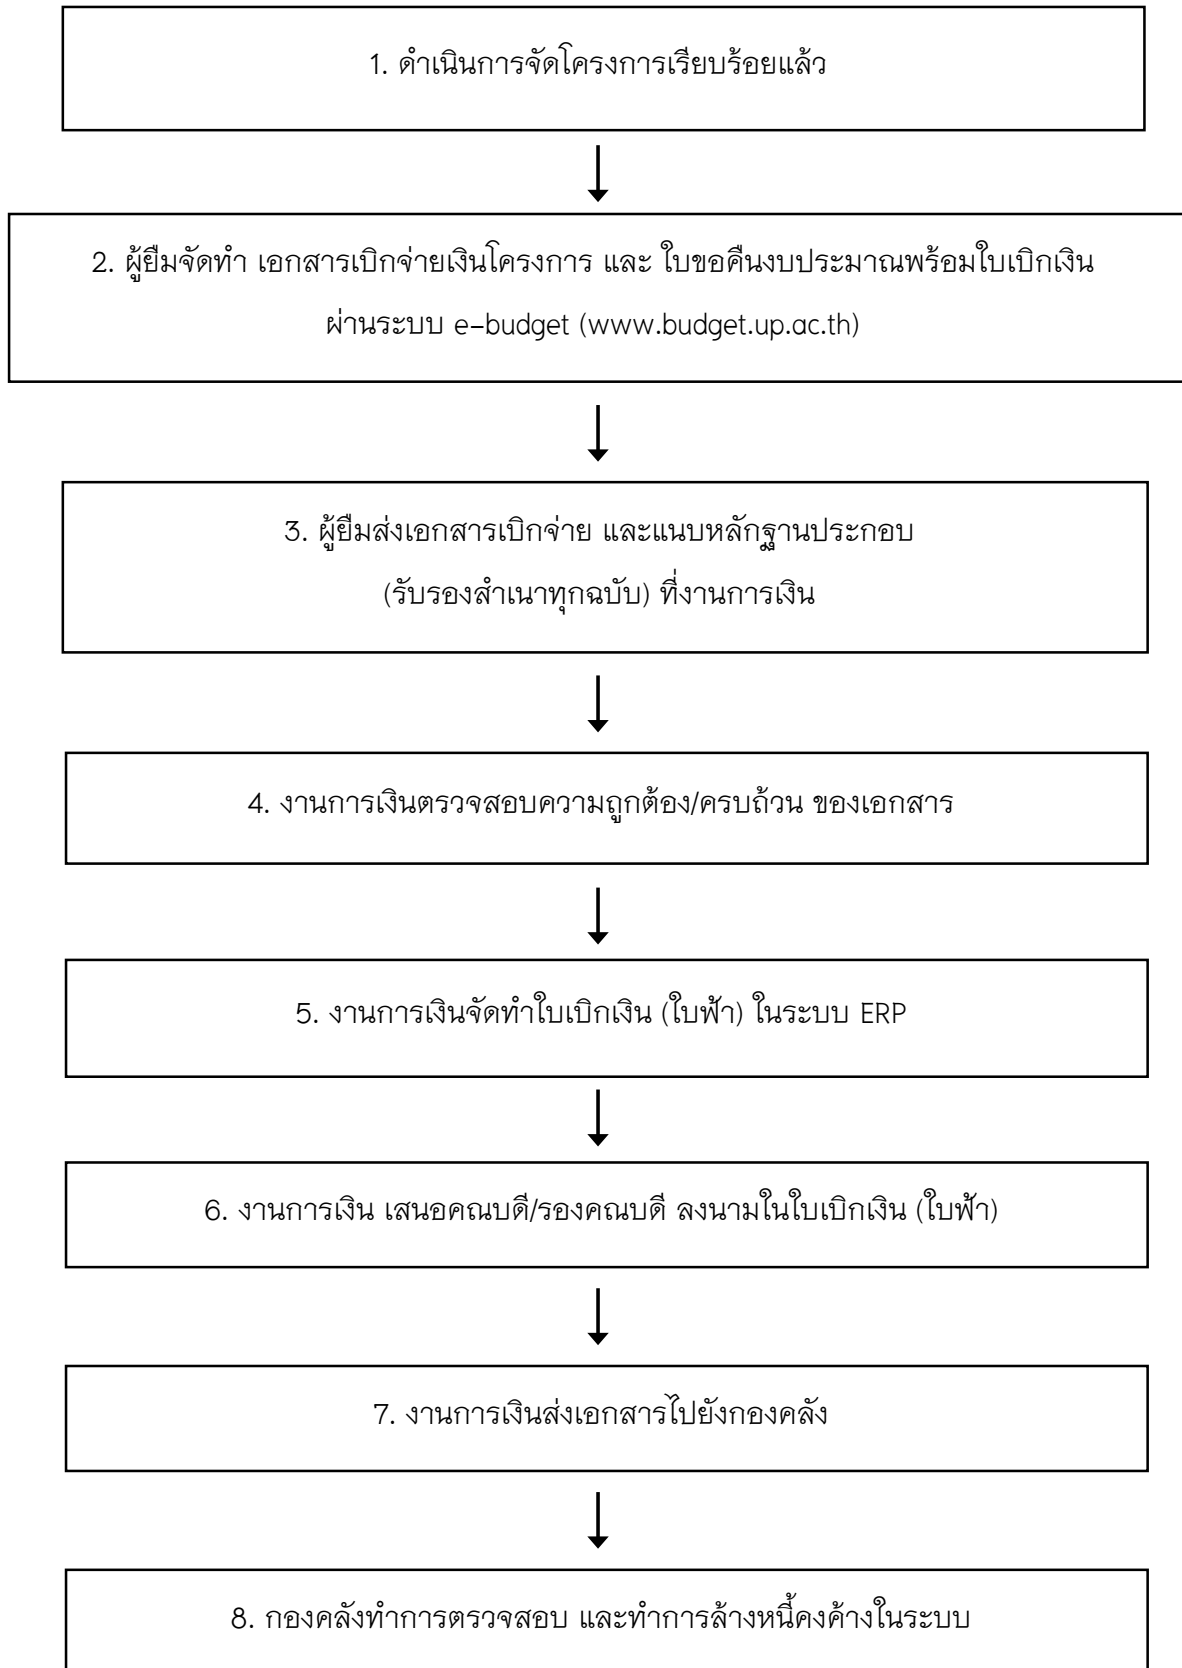 1. ดำเนินการจัดโครงการเรียบร้อยแล้ว
2. ผู้ยืมจัดทำ เอกสารเบิกจ่ายเงินโครงการ และ ใบขอคืนงบประมาณพร้อมใบเบิกเงิน
ผ่านระบบ e-budget (www.budget.up.ac.th)
3. ผู้ยืมส่งเอกสารเบิกจ่าย และแนบหลักฐานประกอบ
(รับรองสำเนาทุกฉบับ) ที่งานการเงิน
4. งานการเงินตรวจสอบความถูกต้อง/ครบถ้วน ของเอกสาร
5. งานการเงินจัดทำใบเบิกเงิน (ใบฟ้า) ในระบบ ERP
6. งานการเงิน เสนอคณบดี/รองคณบดี ลงนามในใบเบิกเงิน (ใบฟ้า)
7. งานการเงินส่งเอกสารไปยังกองคลัง
8. กองคลังทำการตรวจสอบ และทำการล้างหนี้คงค้างในระบบ